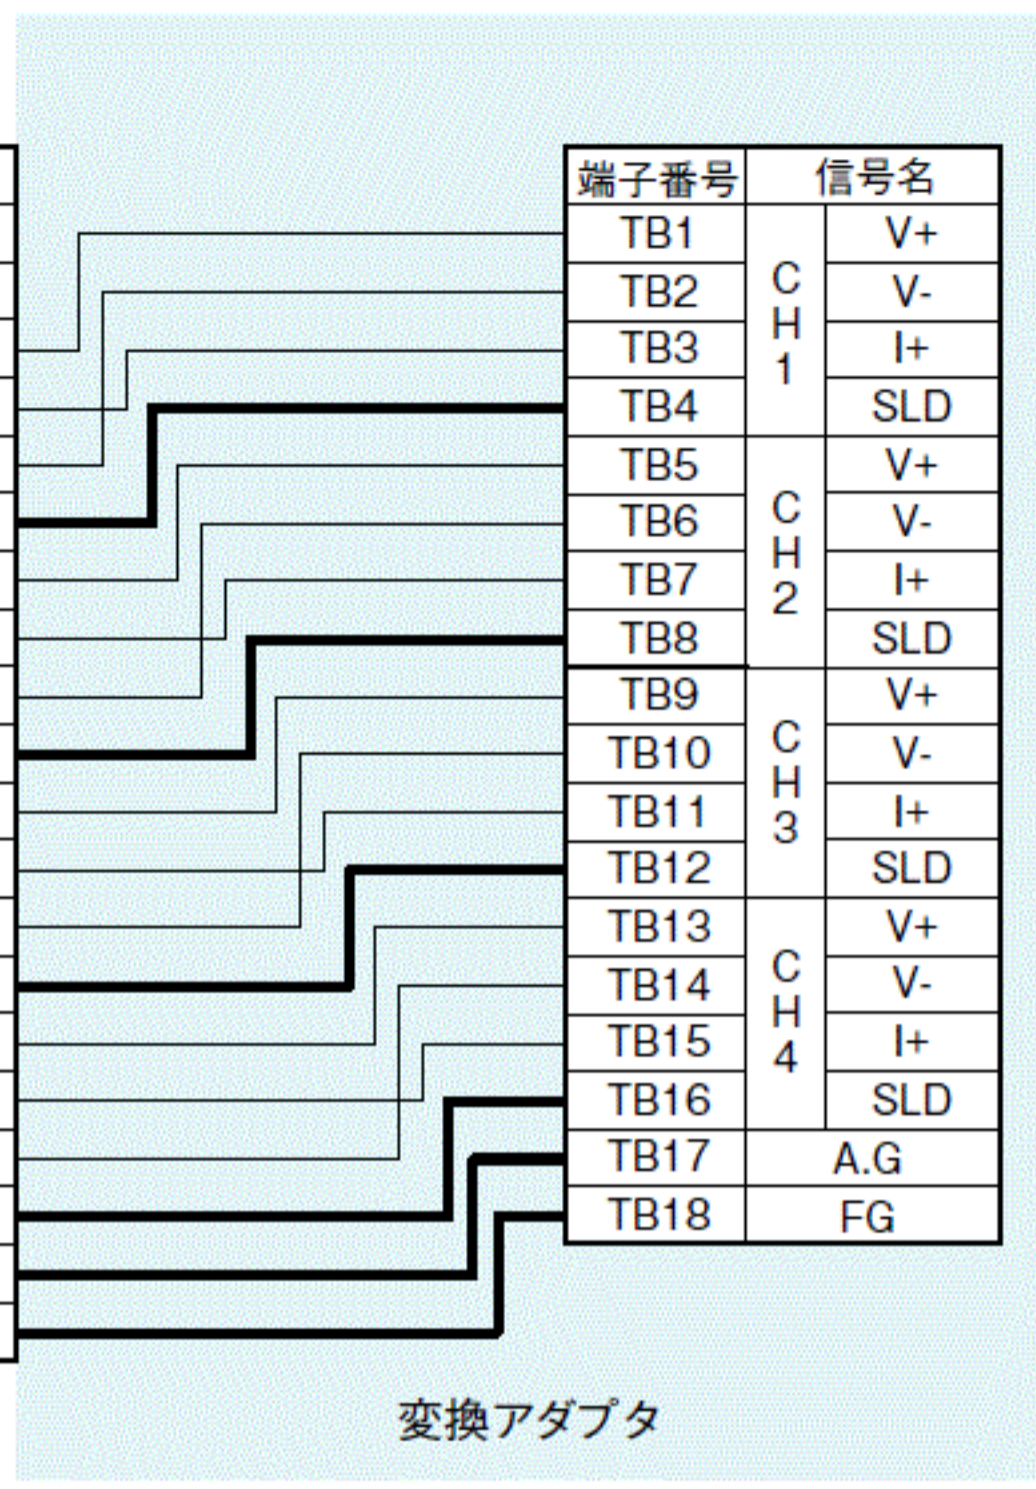 端子番号 信号名
TB1 CH1 V+
TB2 V-
TB3 I+
TB4 SLD
TB5 CH2 V+
TB6 V-
TB7 I+
TB8 SLD
TB9 CH3 V+
TB10 V-
TB11 I+
TB12 SLD
TB13 CH4 V+
TB14 V-
TB15 I+
TB16 SLD
TB17 A.G
TB18 FG
変換アダプタ